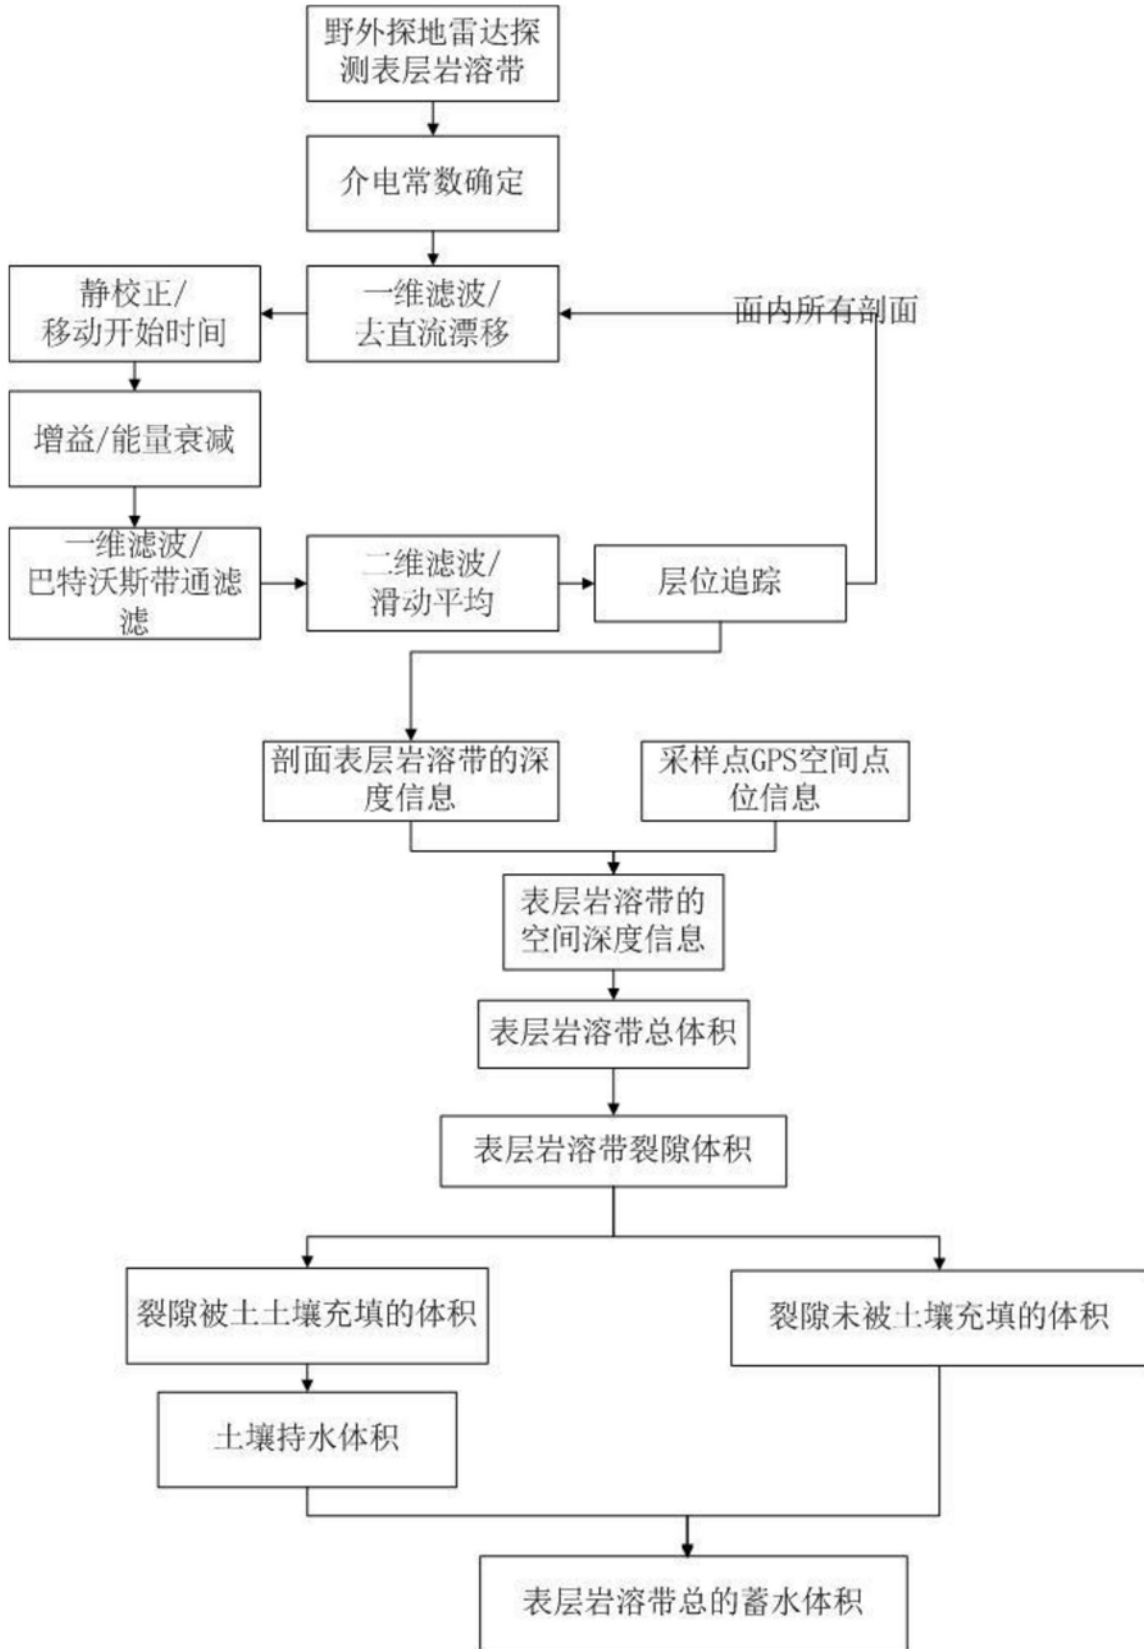 野外探地雷达探
测表层岩溶带
介电常数确定
静校正/
移动开始时间
一维滤波/
去直流漂移
面内所有剖面
增益/能量衰减
一维滤波/
巴特沃斯带通滤
滤
二维滤波/
滑动平均
层位追踪
剖面表层岩溶带的深
度信息
采样点GPS空间点
位信息
表层岩溶带的
空间深度信息
表层岩溶带总体积
表层岩溶带裂隙体积
裂隙被土土壤充填的体积
裂隙未被土壤充填的体积
土壤持水体积
表层岩溶带总的蓄水体积